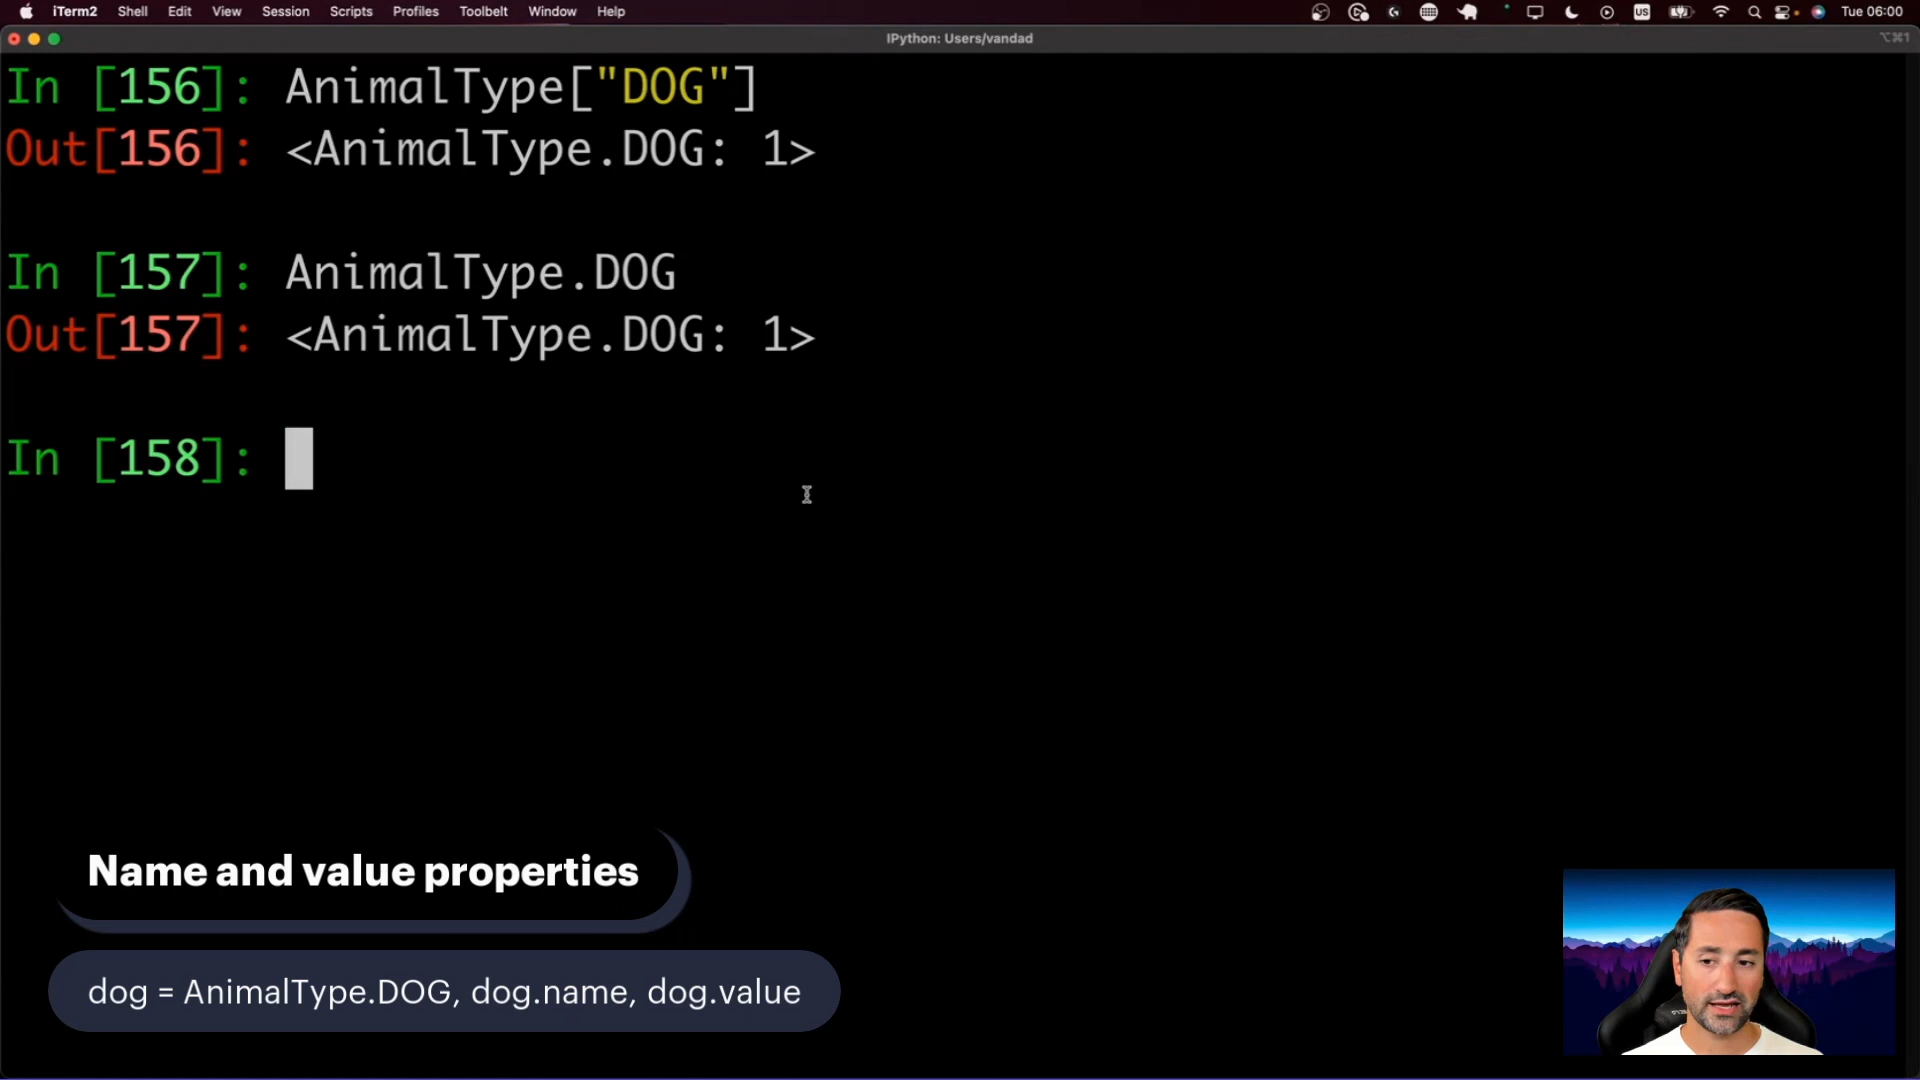 iTerm2 Shell Edit View Session Scripts Profiles Toolbelt Window Help US Tue 06:00
IPython: Users/vandad ⌥⌘1
In [156]: AnimalType["DOG"]
Out[156]: <AnimalType.DOG: 1>
In [157]: AnimalType.DOG
Out[157]: <AnimalType.DOG: 1>
In [158]:
Name and value properties
dog = AnimalType.DOG, dog.name, dog.value